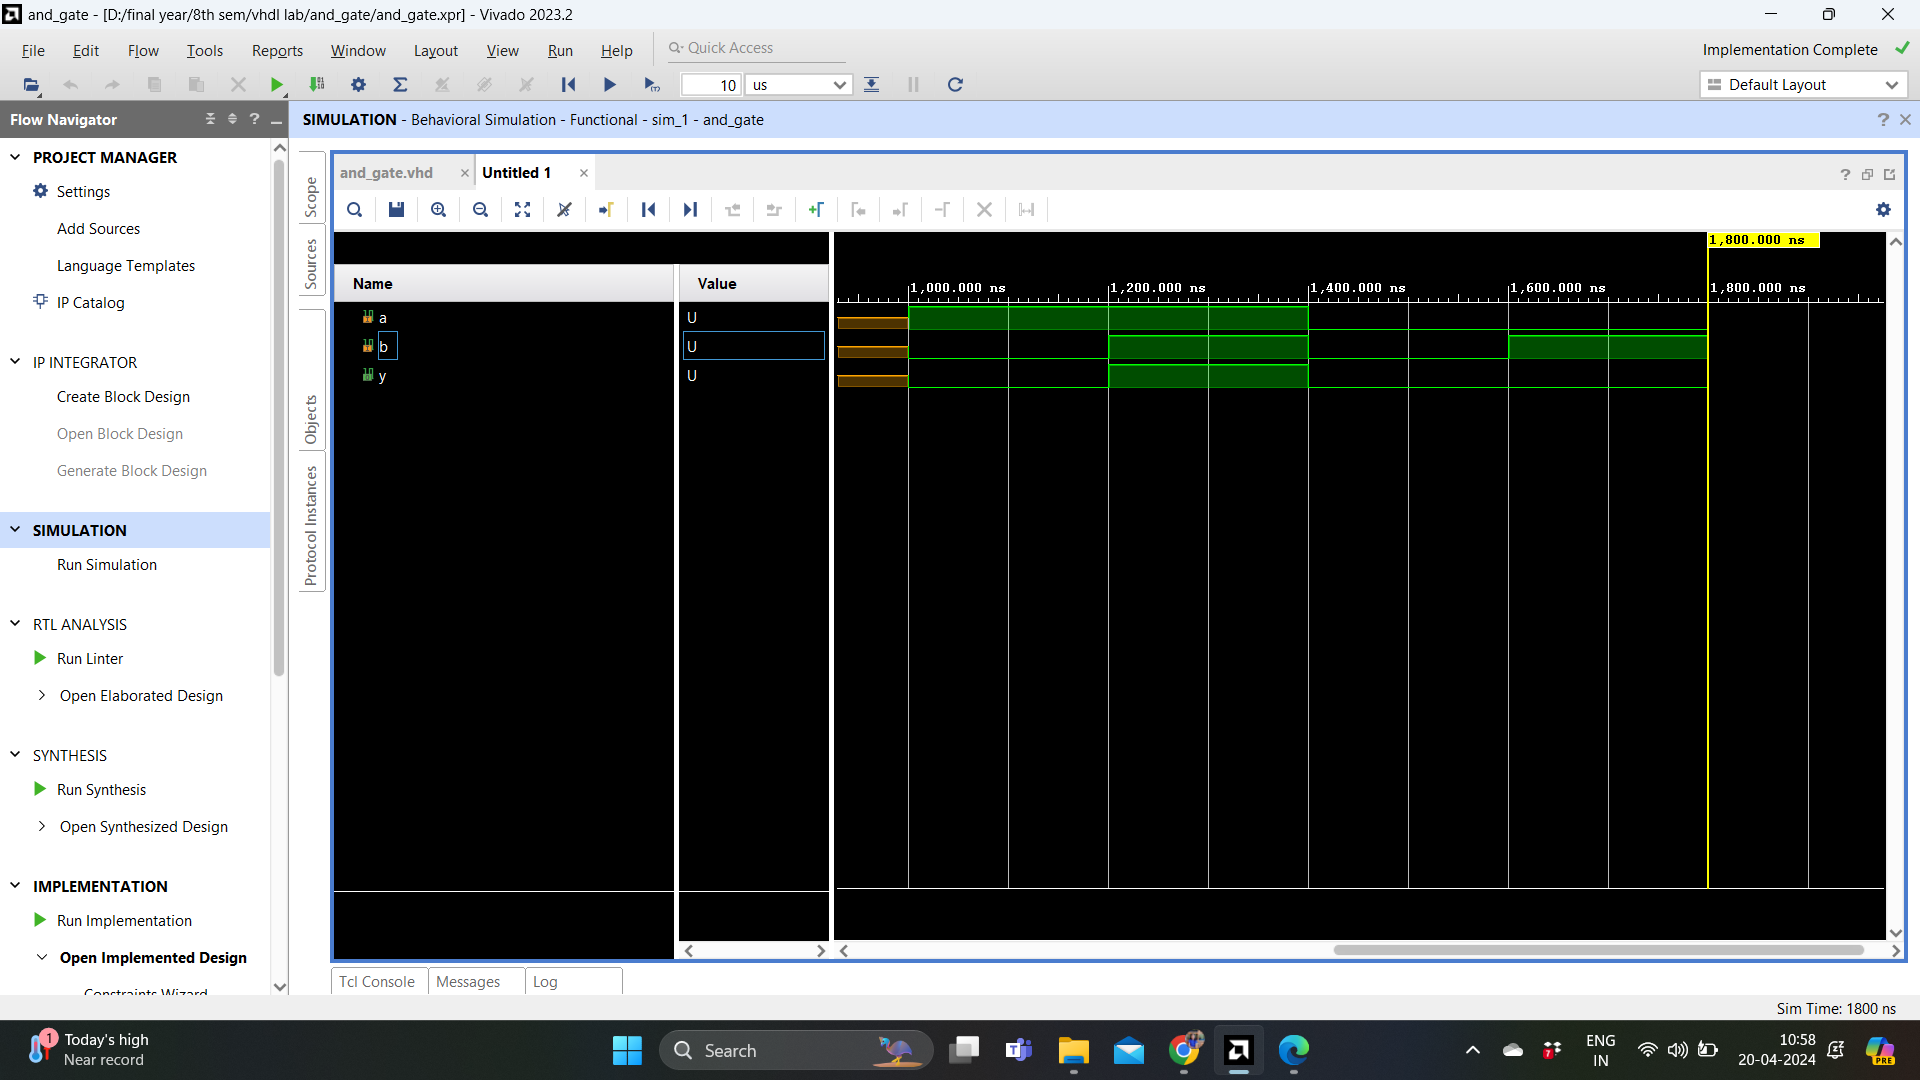 and_gate - [D:/final year/8th sem/vhdl lab/and_gate/and_gate.xpr] - Vivado 2023.2
File Edit Flow Tools Reports Window Layout View Run Help Quick Access Implementation Complete
10 us Default Layout
Flow Navigator ? SIMULATION - Behavioral Simulation - Functional - sim_1 - and_gate ?
PROJECT MANAGER
Settings
Add Sources
Language Templates
IP Catalog
IP INTEGRATOR
Create Block Design
Open Block Design
Generate Block Design
SIMULATION
Run Simulation
RTL ANALYSIS
Run Linter
Open Elaborated Design
SYNTHESIS
Run Synthesis
Open Synthesized Design
IMPLEMENTATION
Run Implementation
Open Implemented Design
Constraints Wizard
Scope
Sources
Objects
Protocol Instances
and_gate.vhd Untitled 1 ?
1,800.000 ns
Name Value
1,000.000 ns 1,200.000 ns 1,400.000 ns 1,600.000 ns 1,800.000 ns
a U
b U
y U
Tcl Console Messages Log
Sim Time: 1800 ns
1 Today's high
Near record
Search
T
7
ENG
IN
10:58
20-04-2024
PRE